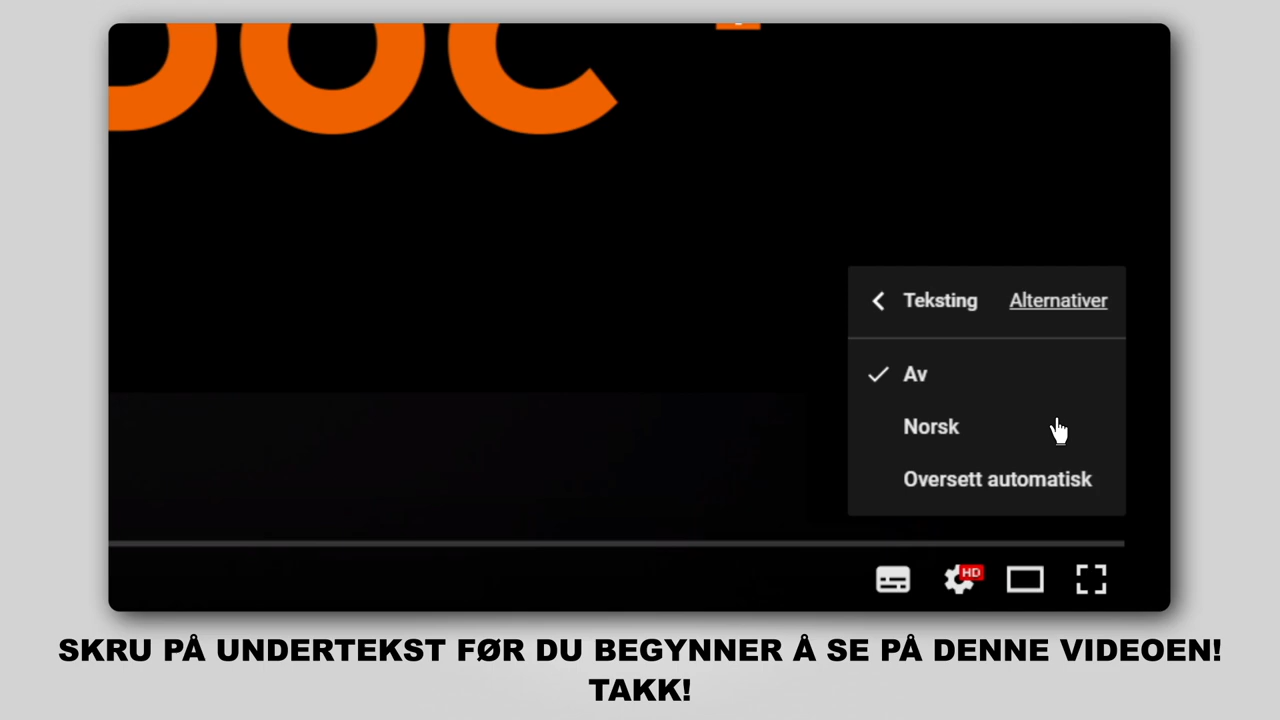 Teksting Alternativer
Av
Norsk
Oversett automatisk
HD
SKRU PÅ UNDERTEKST FØR DU BEGYNNER Å SE PÅ DENNE VIDEOEN!
TAKK!